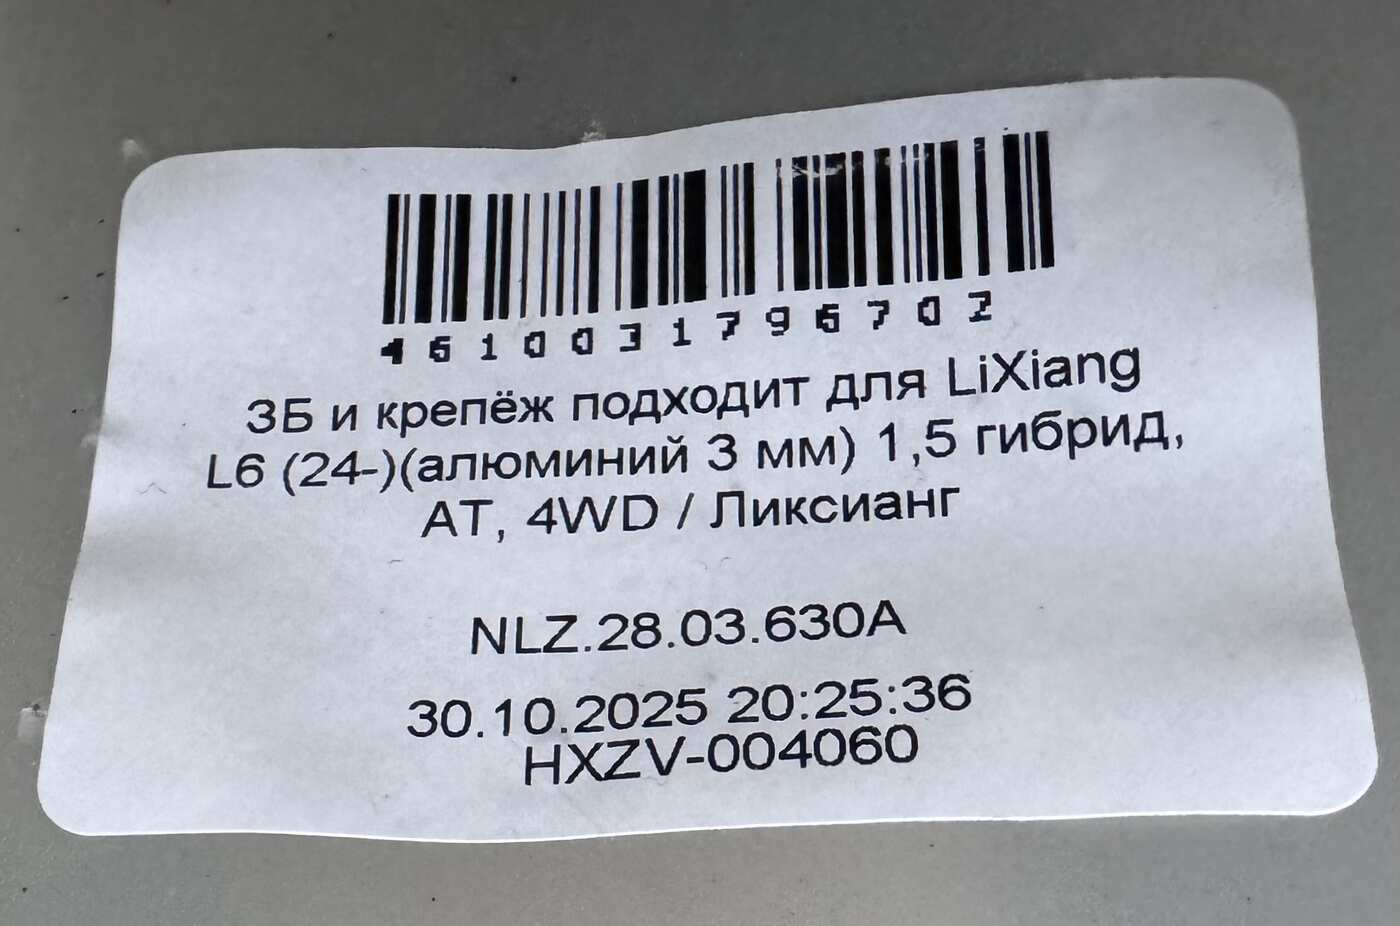 4610031796702
ЗБ и крепёж подходит для LiXiang
L6 (24-)(алюминий 3 мм) 1,5 гибрид,
AT, 4WD / Ликсианг
NLZ.28.03.630A
30.10.2025 20:25:36
HXZV-004060